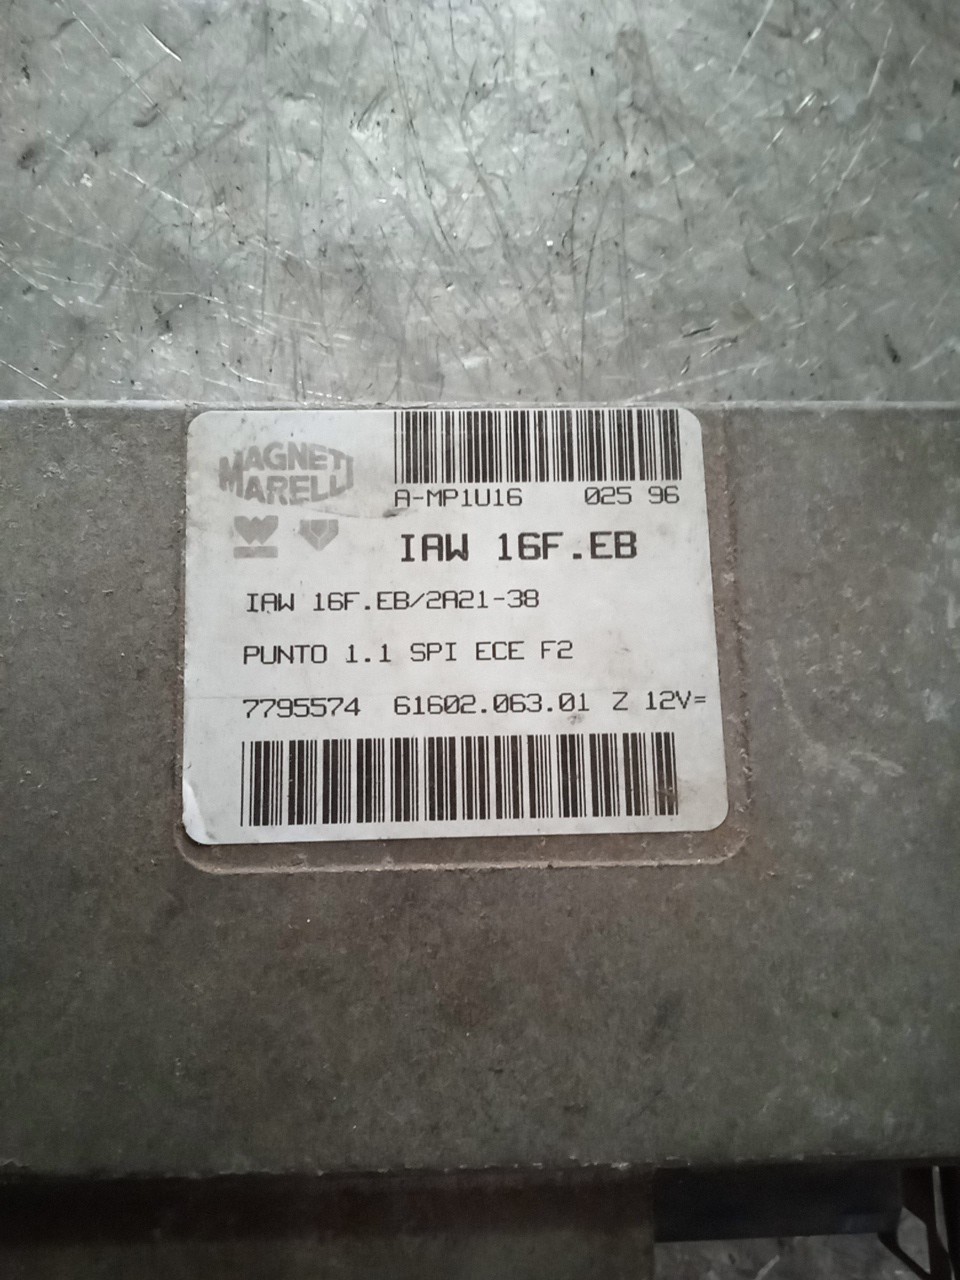 MAGNETI
MARELLI
A-MP1U16 025 96
IAW 16F.EB
IAW 16F.EB/2A21-38
PUNTO 1.1 SPI ECE F2
7795574 61602.063.01 Z 12V=